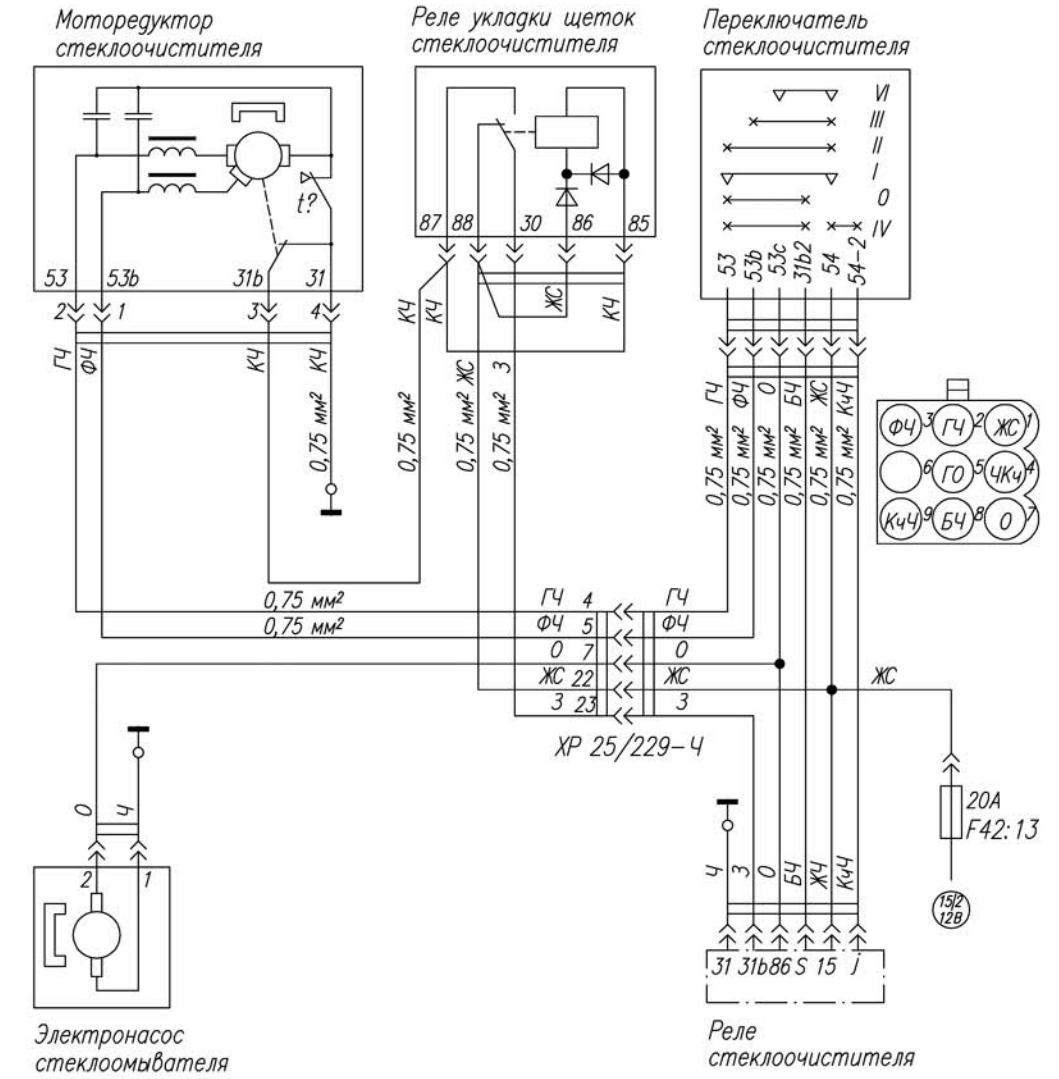 Моторедуктор
стеклоочистителя
Реле укладки щеток
стеклоочистителя
Переключатель
стеклоочистителя
VI
III
II
I
0
IV
t?
87 88 30 86 85
53 53b 53c 31b2 54 54-2
53 53b 31b 31
2 1 3 4
ГЧ ФЧ КЧ КЧ
0,75 мм²
КЧ КЧ ЖС КЧ
0,75 мм² 0,75 мм² ЖС 0,75 мм² З
ГЧ ФЧ О БЧ ЖС КчЧ
0,75 мм² 0,75 мм² 0,75 мм² 0,75 мм² 0,75 мм² 0,75 мм²
ФЧ 3 ГЧ 2 ЖС 1
6 ГО 5 ЧКч 4
КчЧ 9 БЧ 8 О 7
0,75 мм² ГЧ 4 ГЧ
0,75 мм² ФЧ 5 ФЧ
О 7 О
ЖС 22 ЖС ЖС
З 23 З
ХР 25/229-Ч
20А
F42:13
15/2
12В
О Ч
2 1
Ч З О БЧ ЖЧ КчЧ
31 31b 86 S 15 j
Электронасос
стеклоомывателя
Реле
стеклоочистителя